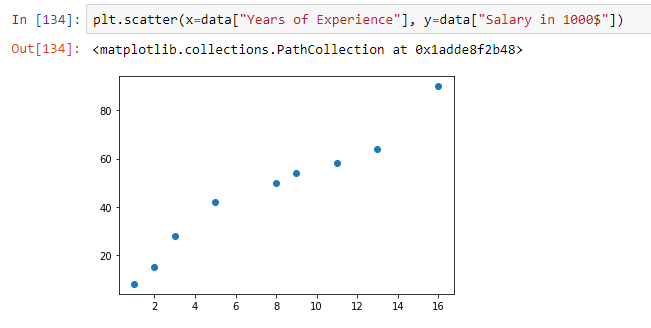 In [134]: plt.scatter(x=data["Years of Experience"], y=data["Salary in 1000$"])
Out[134]: <matplotlib.collections.PathCollection at 0x1adde8f2b48>
80
60
40
20
2 4 6 8 10 12 14 16